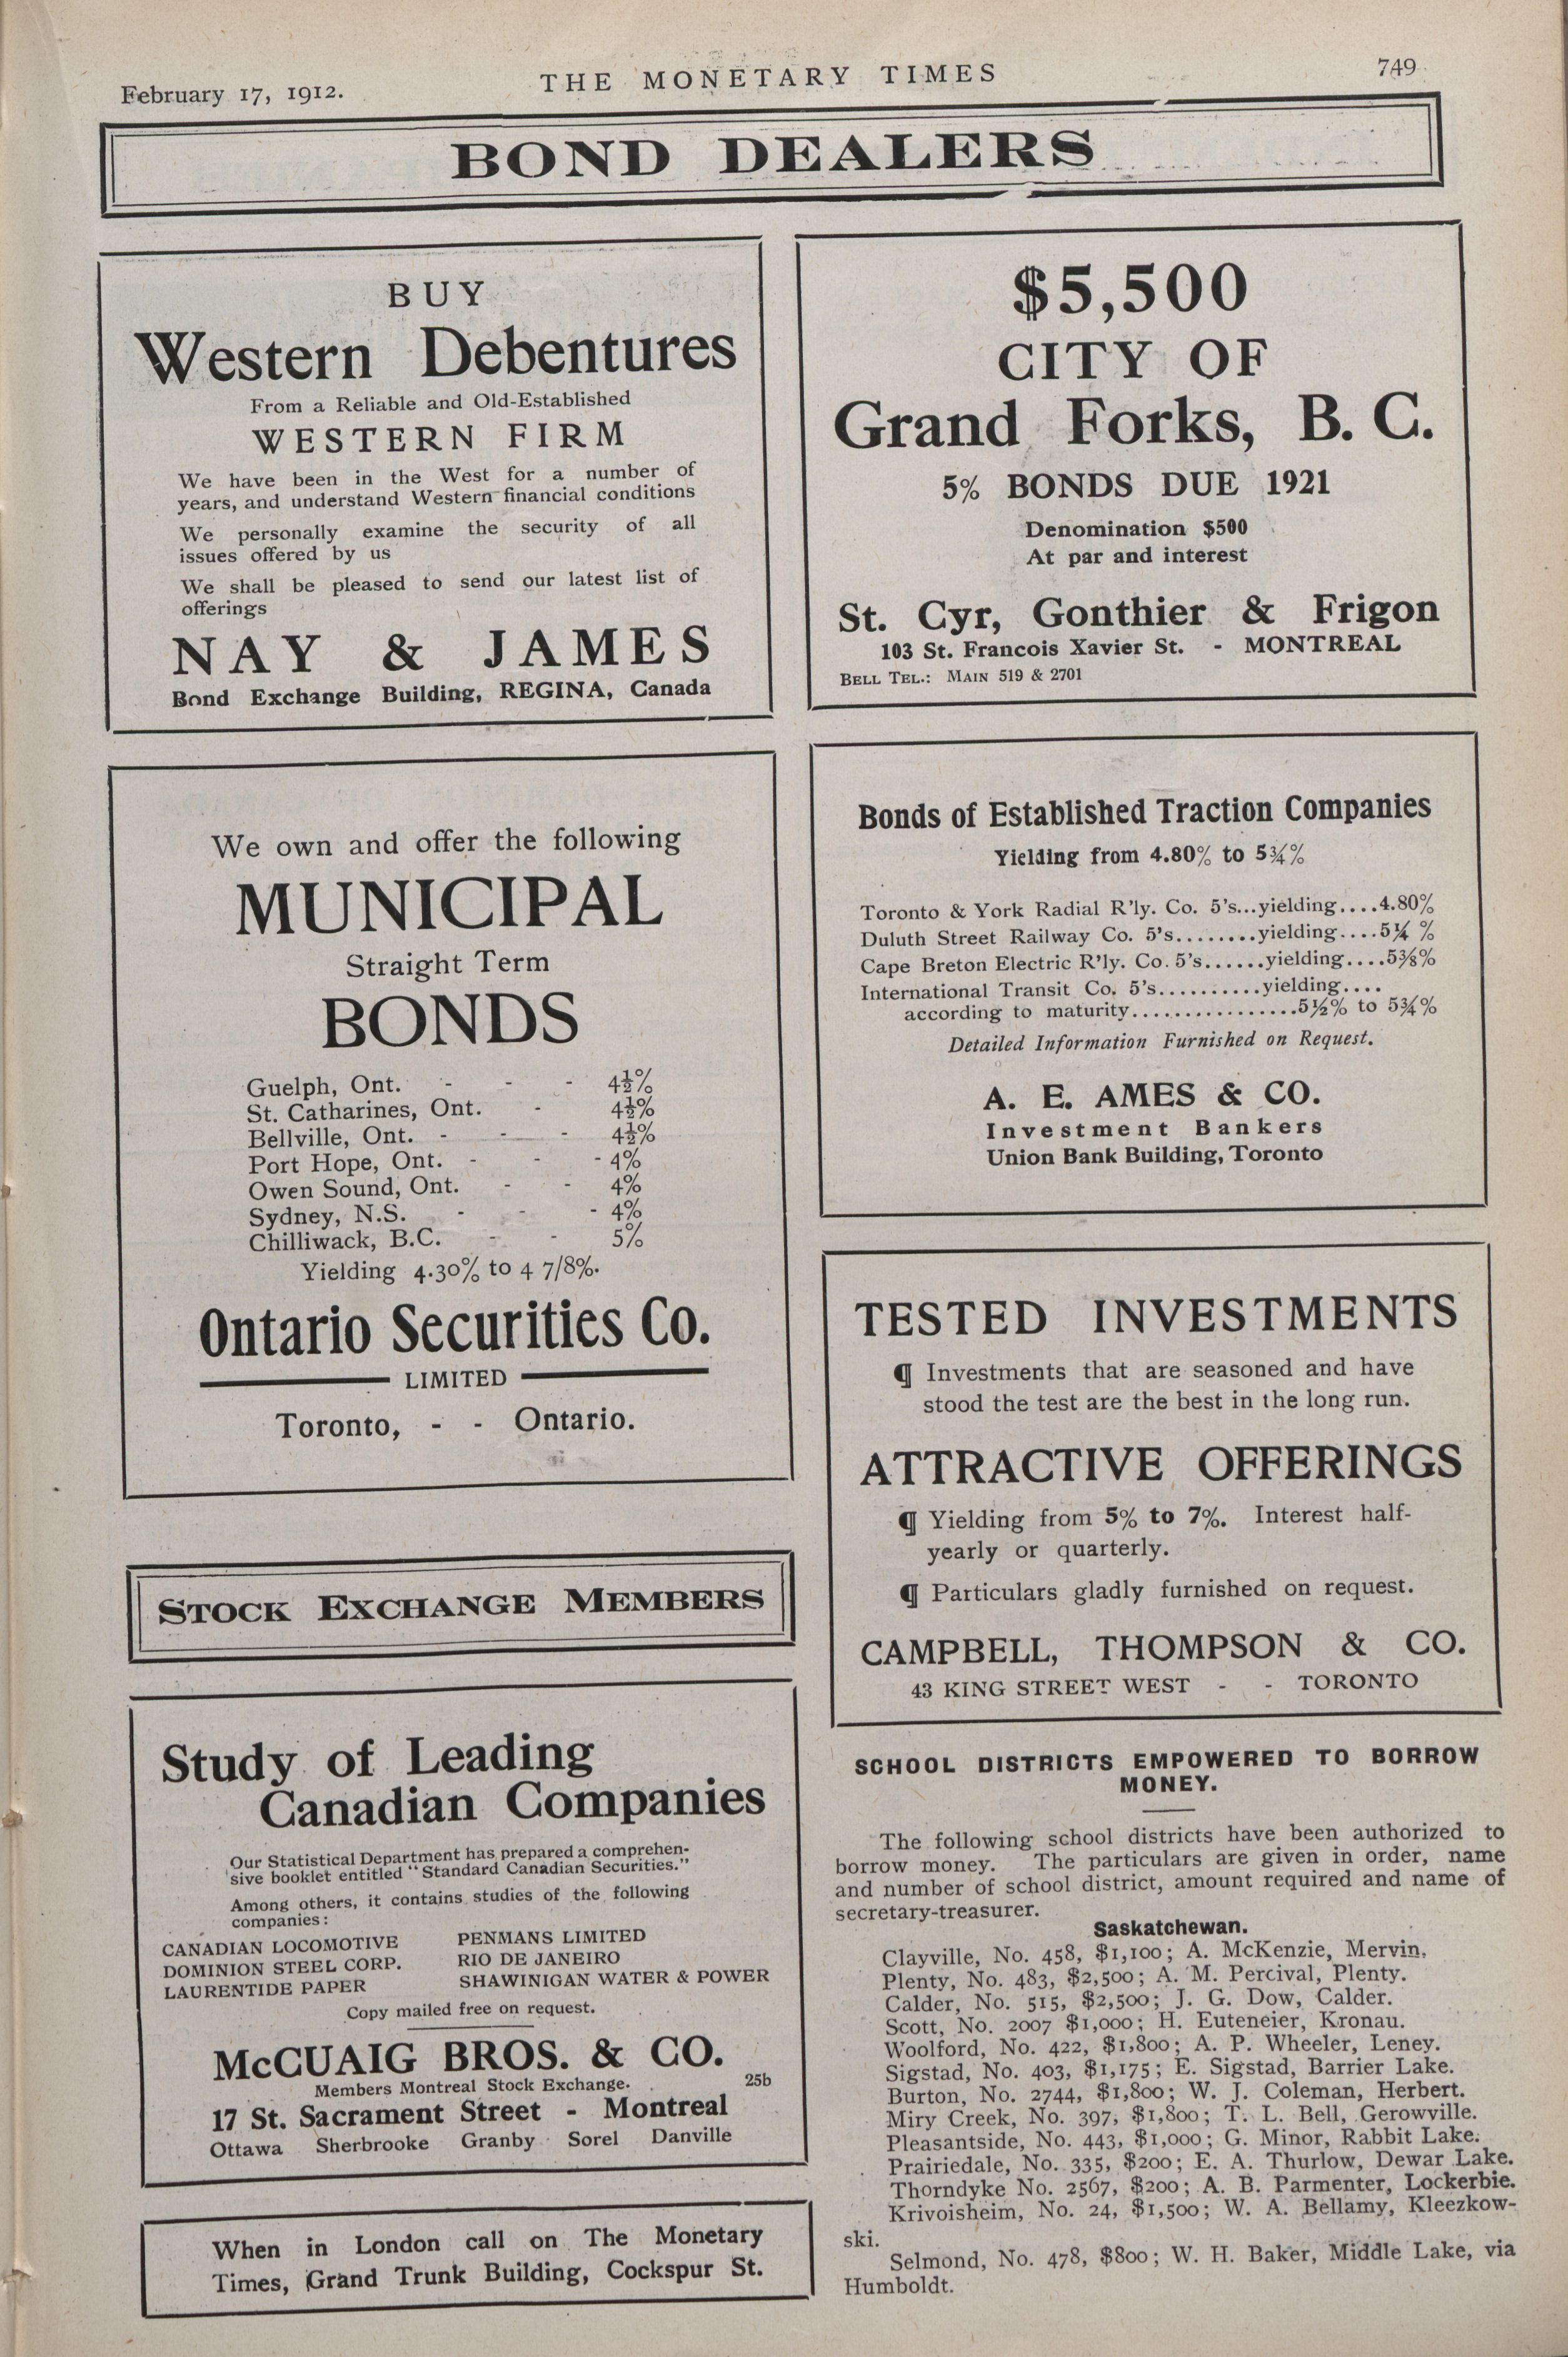 February 17, 1912.
THE MONETARY TIMES
749
BOND DEALERS
BUY
Western Debentures
From a Reliable and Old-Established
WESTERN FIRM
We have been in the West for a number of
years, and understand Western financial conditions
We personally examine the security of all
issues offered by us
We shall be pleased to send our latest list of
offerings
NAY & JAMES
Bond Exchange Building, REGINA, Canada
We own and offer the following
MUNICIPAL
Straight Term
BONDS
Guelph, Ont. - - - 4½%
St. Catharines, Ont. - 4½%
Bellville, Ont. - - - 4½%
Port Hope, Ont. - - - 4%
Owen Sound, Ont. - - 4%
Sydney, N.S. - - - 4%
Chilliwack, B.C. - - 5%
Yielding 4.30% to 4 7/8%.
Ontario Securities Co.
LIMITED
Toronto, - - Ontario.
STOCK EXCHANGE MEMBERS
Study of Leading
Canadian Companies
Our Statistical Department has prepared a comprehen-
sive booklet entitled "Standard Canadian Securities."
Among others, it contains studies of the following
companies:
CANADIAN LOCOMOTIVE PENMANS LIMITED
DOMINION STEEL CORP. RIO DE JANEIRO
LAURENTIDE PAPER SHAWINIGAN WATER & POWER
Copy mailed free on request.
McCUAIG BROS. & CO.
Members Montreal Stock Exchange. 25b
17 St. Sacrament Street - Montreal
Ottawa Sherbrooke Granby Sorel Danville
When in London call on The Monetary
Times, Grand Trunk Building, Cockspur St.
$5,500
CITY OF
Grand Forks, B. C.
5% BONDS DUE 1921
Denomination $500
At par and interest
St. Cyr, Gonthier & Frigon
103 St. Francois Xavier St. - MONTREAL
BELL TEL.: MAIN 519 & 2701
Bonds of Established Traction Companies
Yielding from 4.80% to 5¾%
Toronto & York Radial R'ly. Co. 5's...yielding....4.80%
Duluth Street Railway Co. 5's........yielding....5¼ %
Cape Breton Electric R'ly. Co. 5's......yielding....5⅜%
International Transit Co. 5's..........yielding....
according to maturity................5½% to 5¾%
Detailed Information Furnished on Request.
A. E. AMES & CO.
Investment Bankers
Union Bank Building, Toronto
TESTED INVESTMENTS
¶ Investments that are seasoned and have
stood the test are the best in the long run.
ATTRACTIVE OFFERINGS
¶ Yielding from 5% to 7%. Interest half-
yearly or quarterly.
¶ Particulars gladly furnished on request.
CAMPBELL, THOMPSON & CO.
43 KING STREET WEST - - TORONTO
SCHOOL DISTRICTS EMPOWERED TO BORROW
MONEY.
The following school districts have been authorized to
borrow money. The particulars are given in order, name
and number of school district, amount required and name of
secretary-treasurer.
Saskatchewan.
Clayville, No. 458, $1,100; A. McKenzie, Mervin.
Plenty, No. 483, $2,500; A. M. Percival, Plenty.
Calder, No. 515, $2,500; J. G. Dow, Calder.
Scott, No. 2007 $1,000; H. Euteneier, Kronau.
Woolford, No. 422, $1,800; A. P. Wheeler, Leney.
Sigstad, No. 403, $1,175; E. Sigstad, Barrier Lake.
Burton, No. 2744, $1,800; W. J. Coleman, Herbert.
Miry Creek, No. 397, $1,800; T. L. Bell, Gerowville.
Pleasantside, No. 443, $1,000; G. Minor, Rabbit Lake.
Prairiedale, No. 335, $200; E. A. Thurlow, Dewar Lake.
Thorndyke No. 2567, $200; A. B. Parmenter, Lockerbie.
Krivoisheim, No. 24, $1,500; W. A. Bellamy, Kleezkow-
ski.
Selmond, No. 478, $800; W. H. Baker, Middle Lake, via
Humboldt.